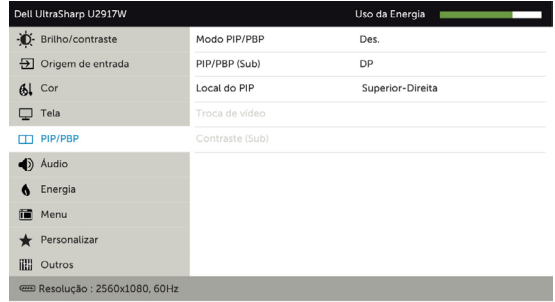 Dell UltraSharp U2917W Uso da Energia
Brilho/contraste Modo PIP/PBP Des.
Origem de entrada PIP/PBP (Sub) DP
Cor Local do PIP Superior-Direita
Tela Troca de vídeo
PIP/PBP Contraste (Sub)
Áudio
Energia
Menu
Personalizar
Outros
Resolução : 2560x1080, 60Hz